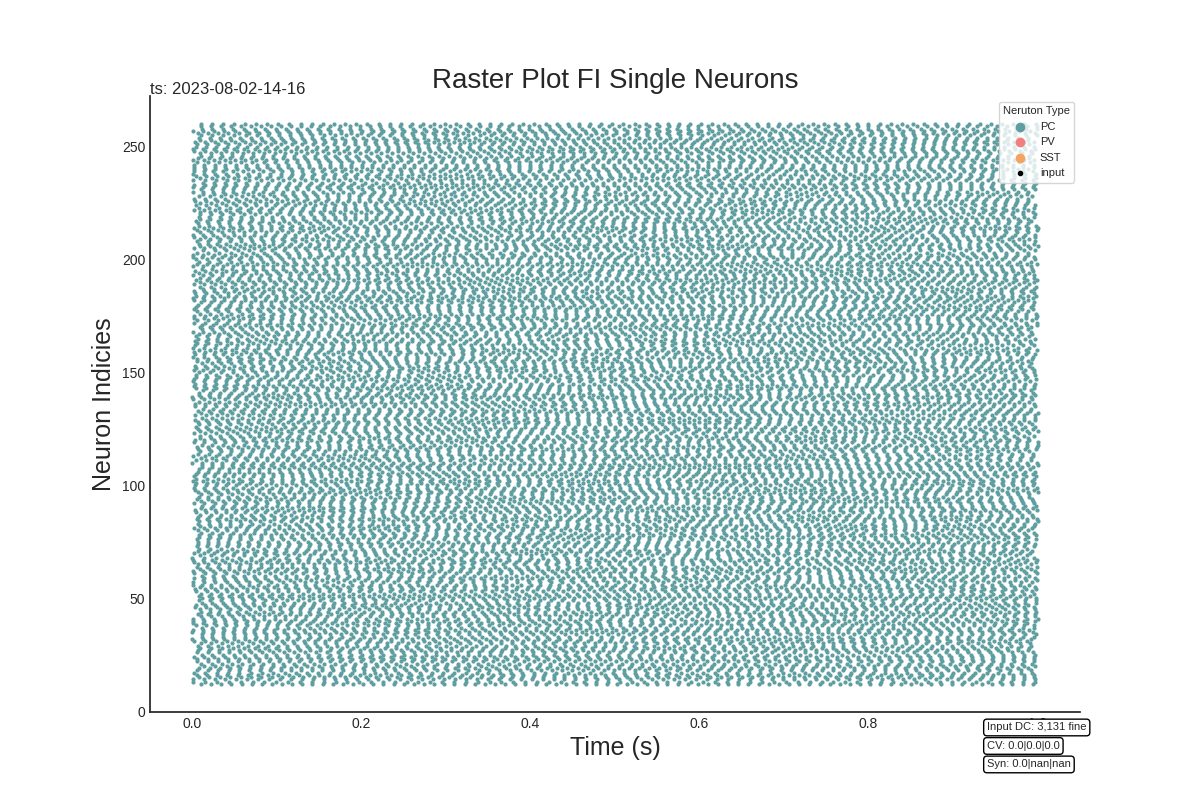 Raster Plot FI Single Neurons
ts: 2023-08-02-14-16
Neruton Type
PC
PV
SST
input
250
200
150
100
50
0
Neuron Indicies
0.0 0.2 0.4 0.6 0.8
Time (s)
Input DC: 3,131 fine
CV: 0.0|0.0|0.0
Syn: 0.0|nan|nan